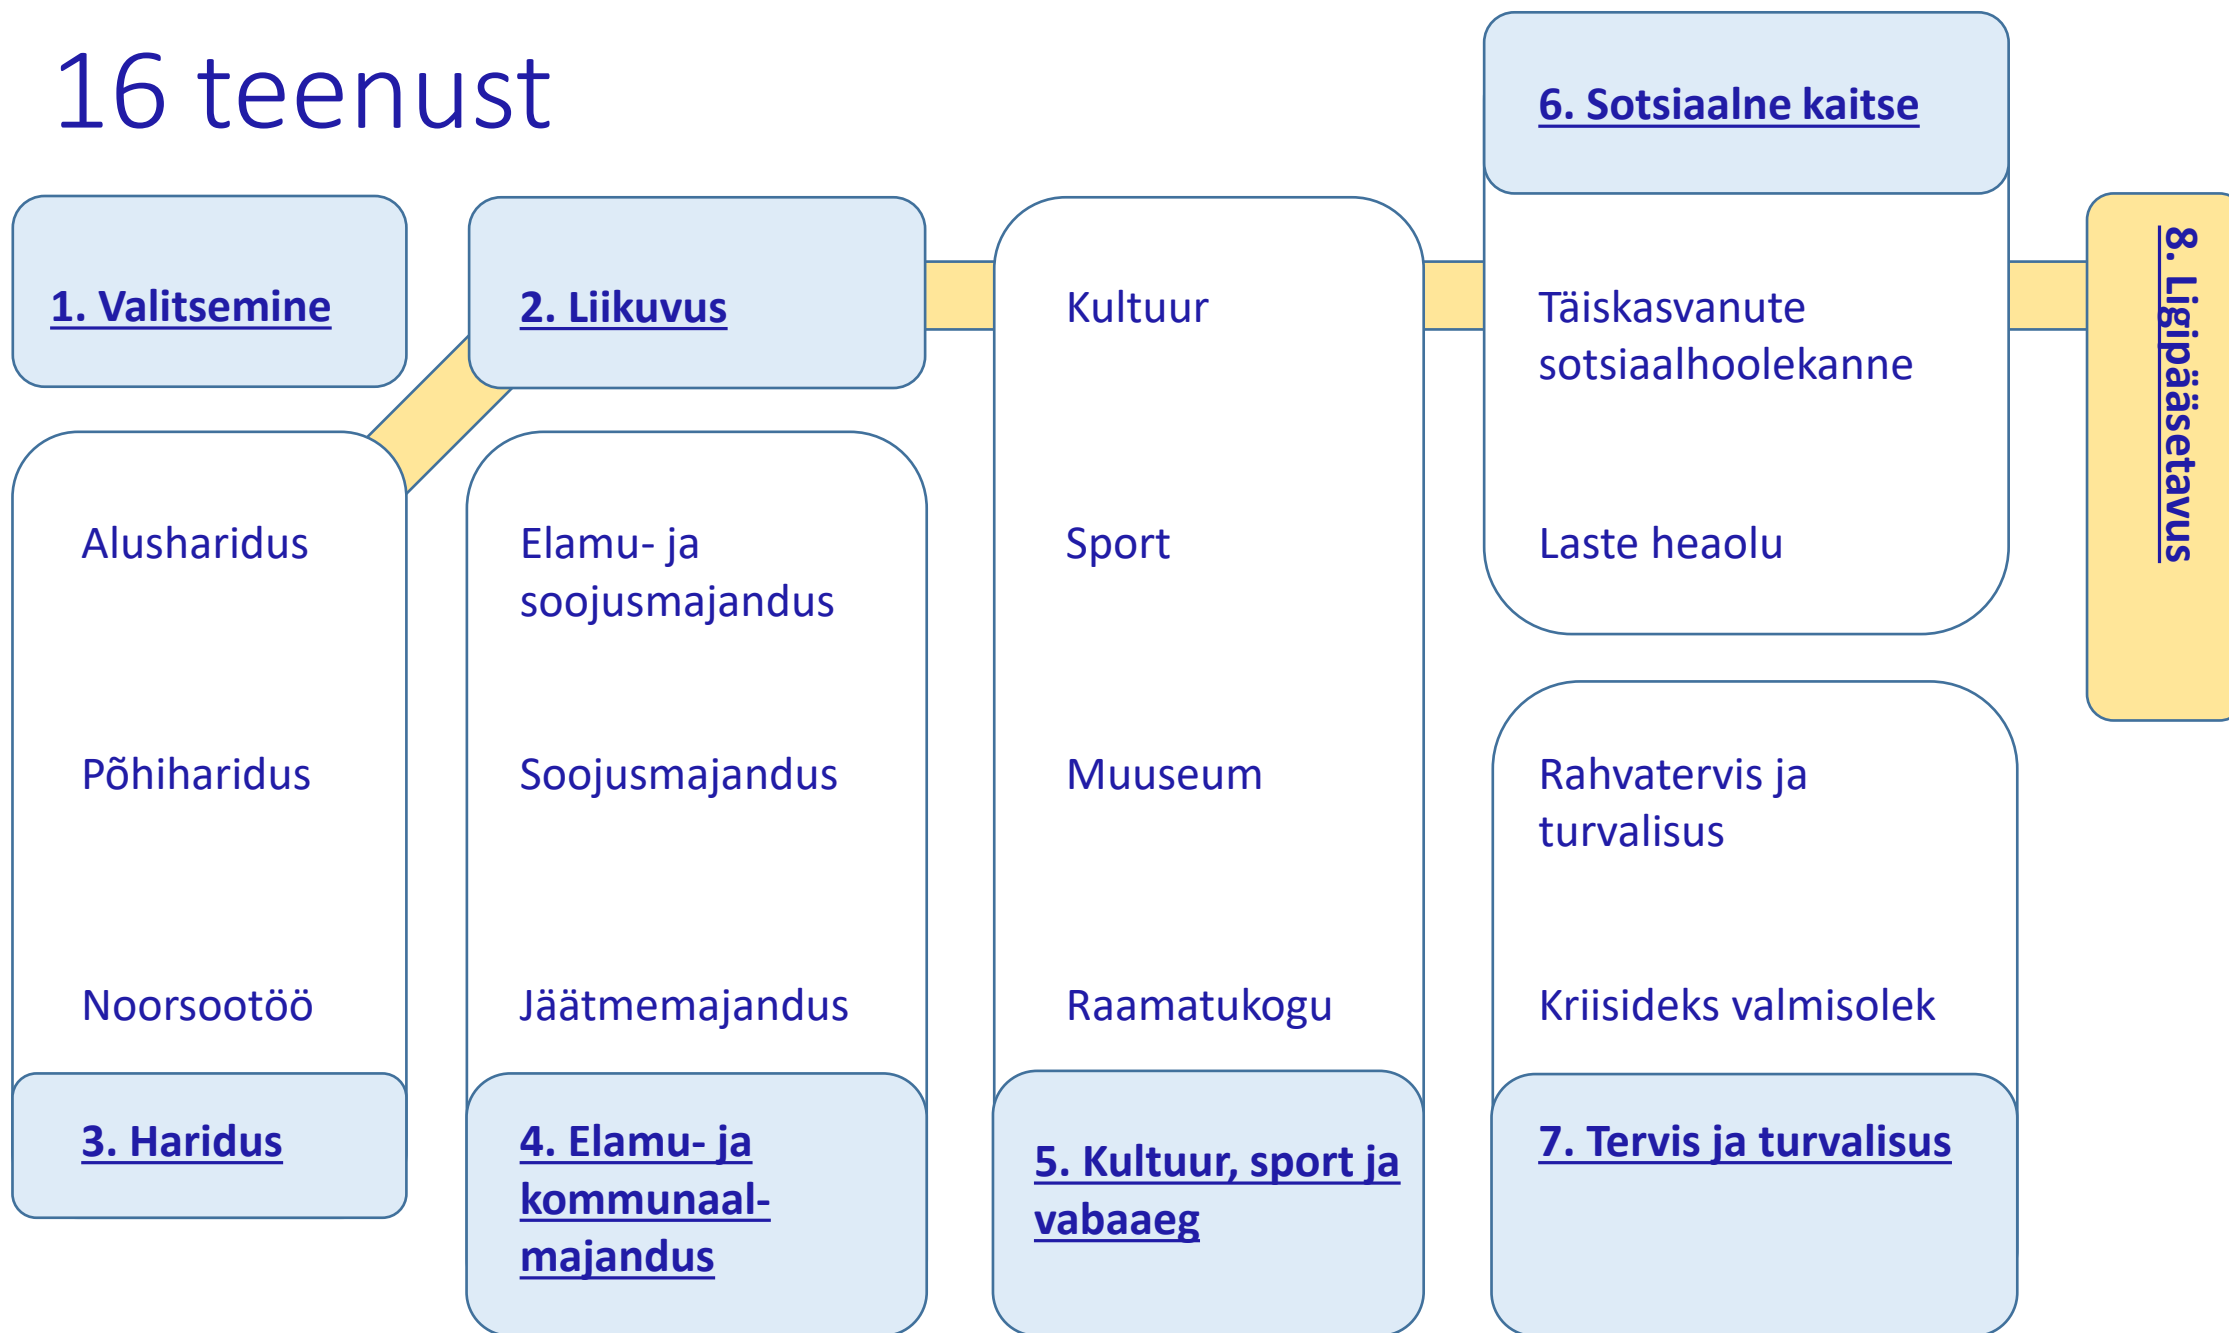 16 teenust
1. Valitsemine
Alusharidus
Põhiharidus
Noorsootöö
3. Haridus
2. Liikuvus
Elamu- ja
soojusmajandus
Soojusmajandus
Jäätmemajandus
4. Elamu- ja
kommunaal-
majandus
Kultuur
Sport
Muuseum
Raamatukogu
5. Kultuur, sport ja
vabaaeg
6. Sotsiaalne kaitse
Täiskasvanute
sotsiaalhoolekanne
Laste heaolu
Rahvatervis ja
turvalisus
Kriisideks valmisolek
7. Tervis ja turvalisus
8. Ligipääsetavus